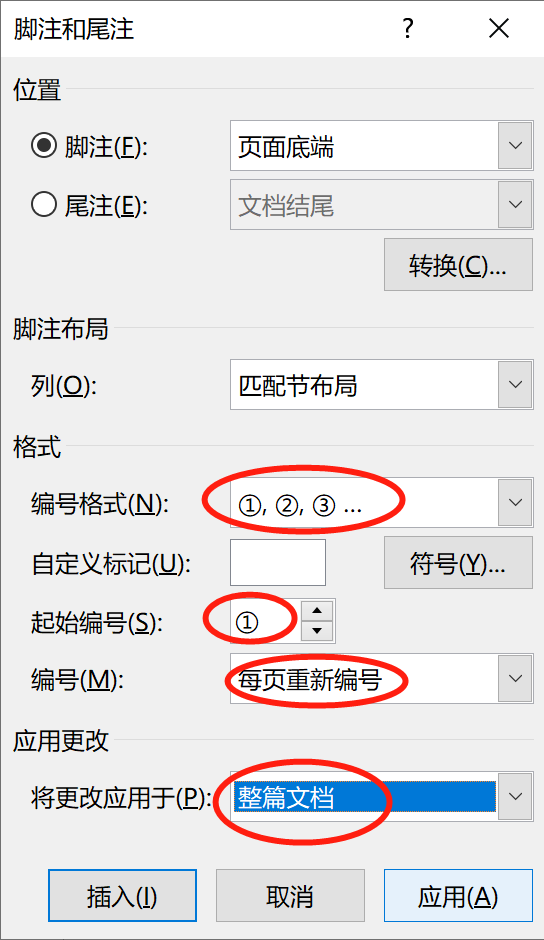 脚注和尾注 ?
位置
脚注(F): 页面底端
尾注(E): 文档结尾
转换(C)...
脚注布局
列(O): 匹配节布局
格式
编号格式(N): ①, ②, ③ ...
自定义标记(U): 符号(Y)...
起始编号(S): ①
编号(M): 每页重新编号
应用更改
将更改应用于(P): 整篇文档
插入(I) 取消 应用(A)